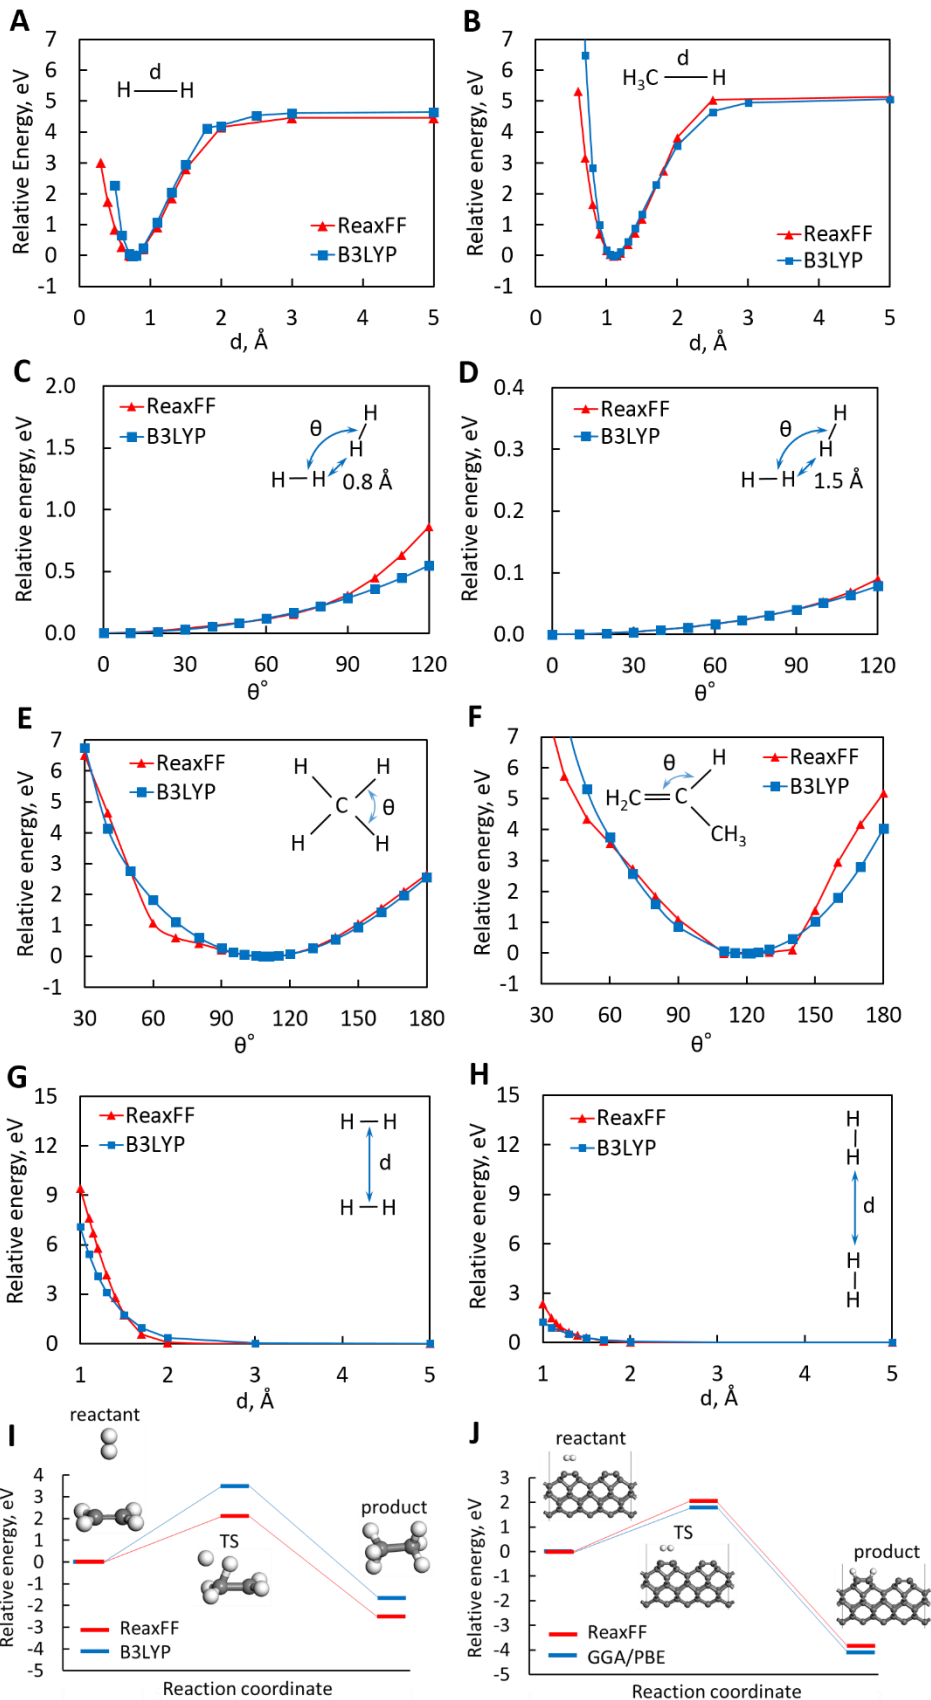 A
Relative Energy, eV
7
6
5
4
3
2
1
0
-1
d
H H
ReaxFF
B3LYP
0 1 2 3 4 5
d, Å
B
Relative energy, eV
7
6
5
4
3
2
1
0
-1
d
H₃C H
ReaxFF
B3LYP
0 1 2 3 4 5
d, Å
C
Relative energy, eV
2.0
1.5
1.0
0.5
0.0
ReaxFF
B3LYP
H
θ
H
H H 0.8 Å
0 30 60 90 120
θ°
D
Relative energy, eV
0.4
0.3
0.2
0.1
0.0
ReaxFF
B3LYP
H
θ
H
H H 1.5 Å
0 30 60 90 120
θ°
E
Relative energy, eV
7
6
5
4
3
2
1
0
-1
ReaxFF
B3LYP
H H
C θ
H H
30 60 90 120 150 180
θ°
F
Relative energy, eV
7
6
5
4
3
2
1
0
-1
ReaxFF
B3LYP
θ H
H₂C C
CH₃
30 60 90 120 150 180
θ°
G
Relative energy, eV
15
12
9
6
3
0
ReaxFF
B3LYP
H H
d
H H
1 2 3 4 5
d, Å
H
Relative energy, eV
15
12
9
6
3
0
ReaxFF
B3LYP
H
H
d
H
H
1 2 3 4 5
d, Å
I
reactant
Relative energy, eV
4
3
2
1
0
-1
-2
-3
-4
-5
TS
product
ReaxFF
B3LYP
Reaction coordinate
J
reactant
Relative energy, eV
3
2
1
0
-1
-2
-3
-4
-5
TS
product
ReaxFF
GGA/PBE
Reaction coordinate